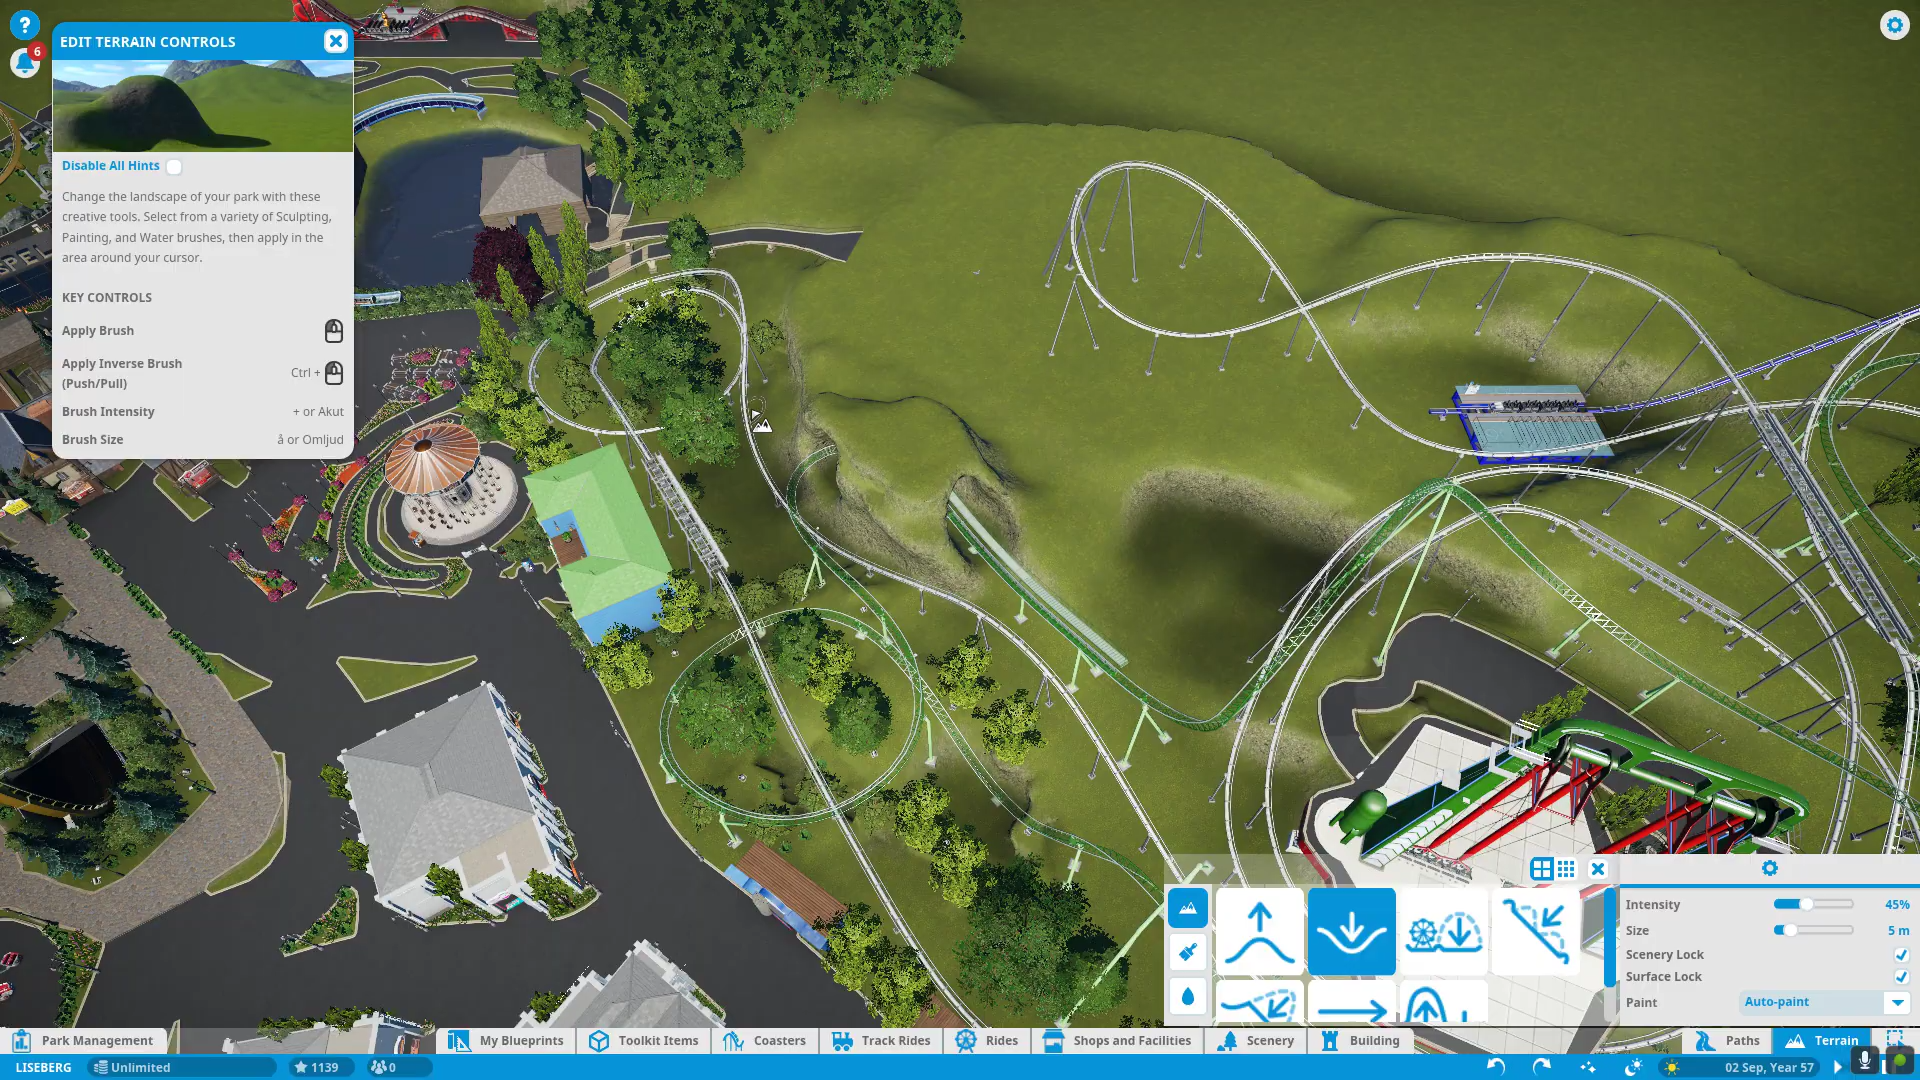 ?
6
EDIT TERRAIN CONTROLS
Disable All Hints
Change the landscape of your park with these
creative tools. Select from a variety of Sculpting,
Painting, and Water brushes, then apply in the
area around your cursor.
KEY CONTROLS
Apply Brush
Apply Inverse Brush
(Push/Pull)
Ctrl +
Brush Intensity
+ or Akut
Brush Size
å or Omljud
Intensity
45%
Size
5 m
Scenery Lock
Surface Lock
Paint
Auto-paint
Park Management
My Blueprints
Toolkit Items
Coasters
Track Rides
Rides
Shops and Facilities
Scenery
Building
Paths
Terrain
LISEBERG
Unlimited
1139
0
02 Sep, Year 57